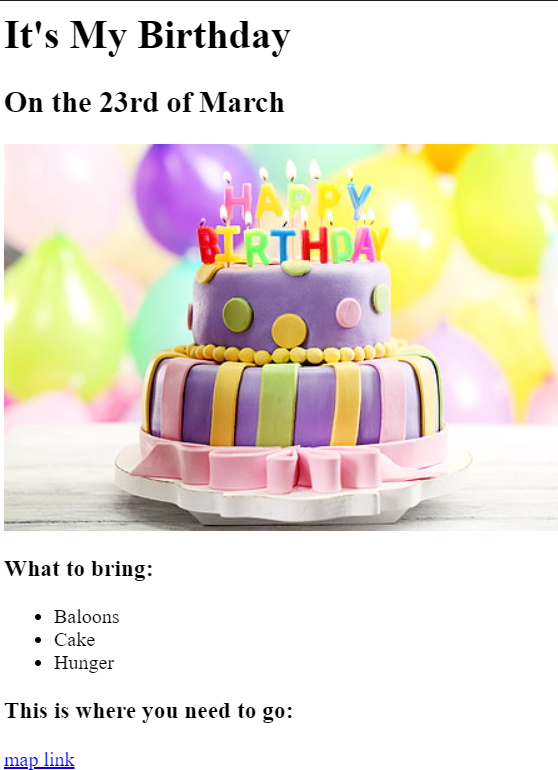 It's My Birthday
On the 23rd of March
HAPPY
BIRTHDAY
What to bring:
Baloons
Cake
Hunger
This is where you need to go:
map link